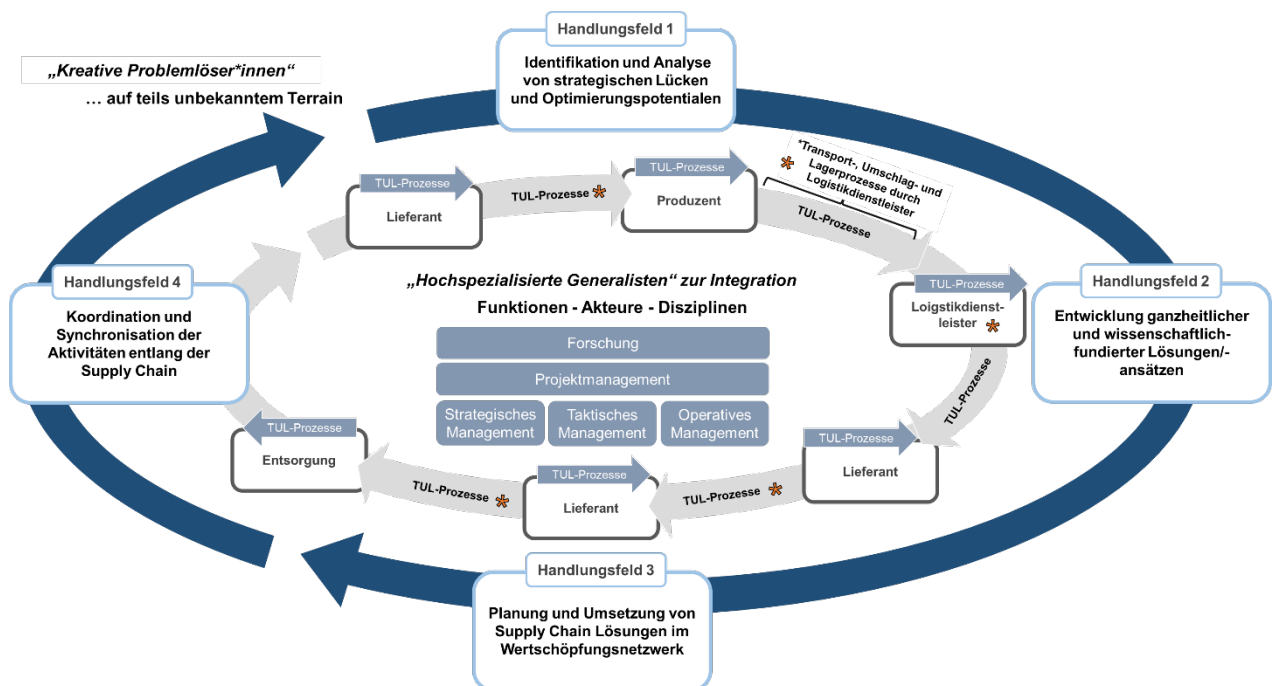 Handlungsfeld 1
Identifikation und Analyse
von strategischen Lücken
und Optimierungspotentialen
„Kreative Problemlöser*innen“
… auf teils unbekanntem Terrain
TUL-Prozesse
Lieferant
TUL-Prozesse *
TUL-Prozesse
Produzent
*Transport-, Umschlag- und
* Lagerprozesse durch
Logistikdienstleister
TUL-Prozesse
TUL-Prozesse
Loigstikdienst-
leister *
Handlungsfeld 2
Entwicklung ganzheitlicher
und wissenschaftlich-
fundierter Lösungen/-
ansätzen
Handlungsfeld 4
Koordination und
Synchronisation der
Aktivitäten entlang der
Supply Chain
„Hochspezialisierte Generalisten“ zur Integration
Funktionen - Akteure - Disziplinen
Forschung
Projektmanagement
Strategisches
Management
Taktisches
Management
Operatives
Management
TUL-Prozesse
TUL-Prozesse
Lieferant
TUL-Prozesse *
TUL-Prozesse
Lieferant
TUL-Prozesse *
TUL-Prozesse
Entsorgung
Handlungsfeld 3
Planung und Umsetzung von
Supply Chain Lösungen im
Wertschöpfungsnetzwerk